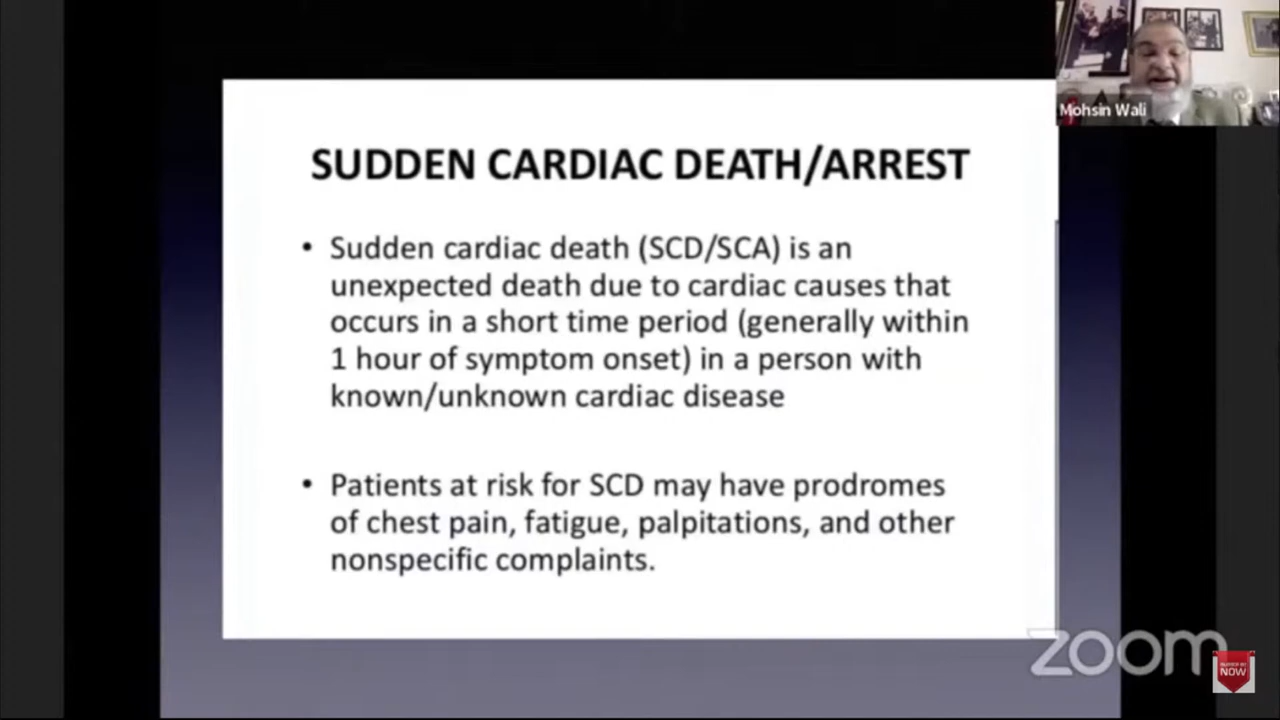 Mohsin Wali
SUDDEN CARDIAC DEATH/ARREST
• Sudden cardiac death (SCD/SCA) is an
unexpected death due to cardiac causes that
occurs in a short time period (generally within
1 hour of symptom onset) in a person with
known/unknown cardiac disease
• Patients at risk for SCD may have prodromes
of chest pain, fatigue, palpitations, and other
nonspecific complaints.
zoom
NOW